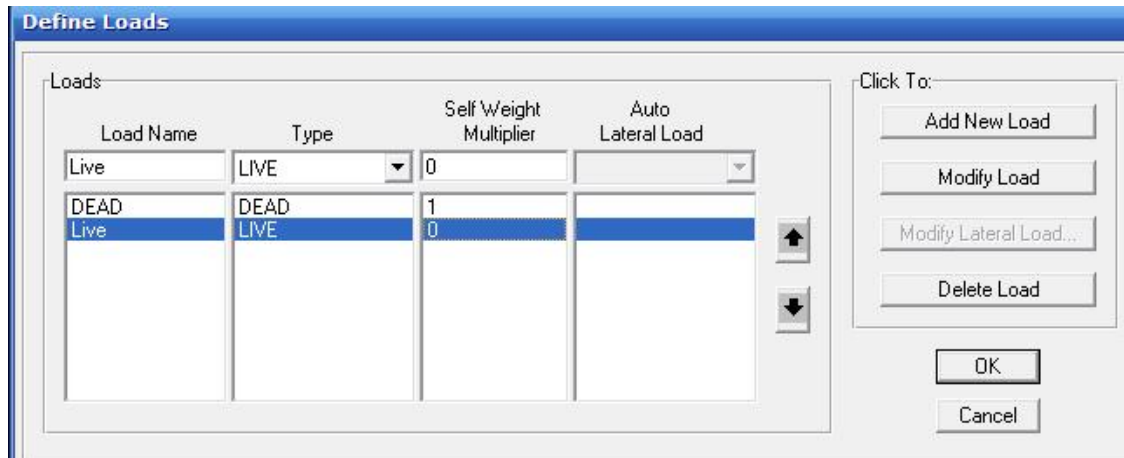 Define Loads
Loads
Click To:
Self Weight Auto
Load Name Type Multiplier Lateral Load
Live LIVE 0
DEAD DEAD 1
Live LIVE 0
Add New Load
Modify Load
Modify Lateral Load...
Delete Load
OK
Cancel